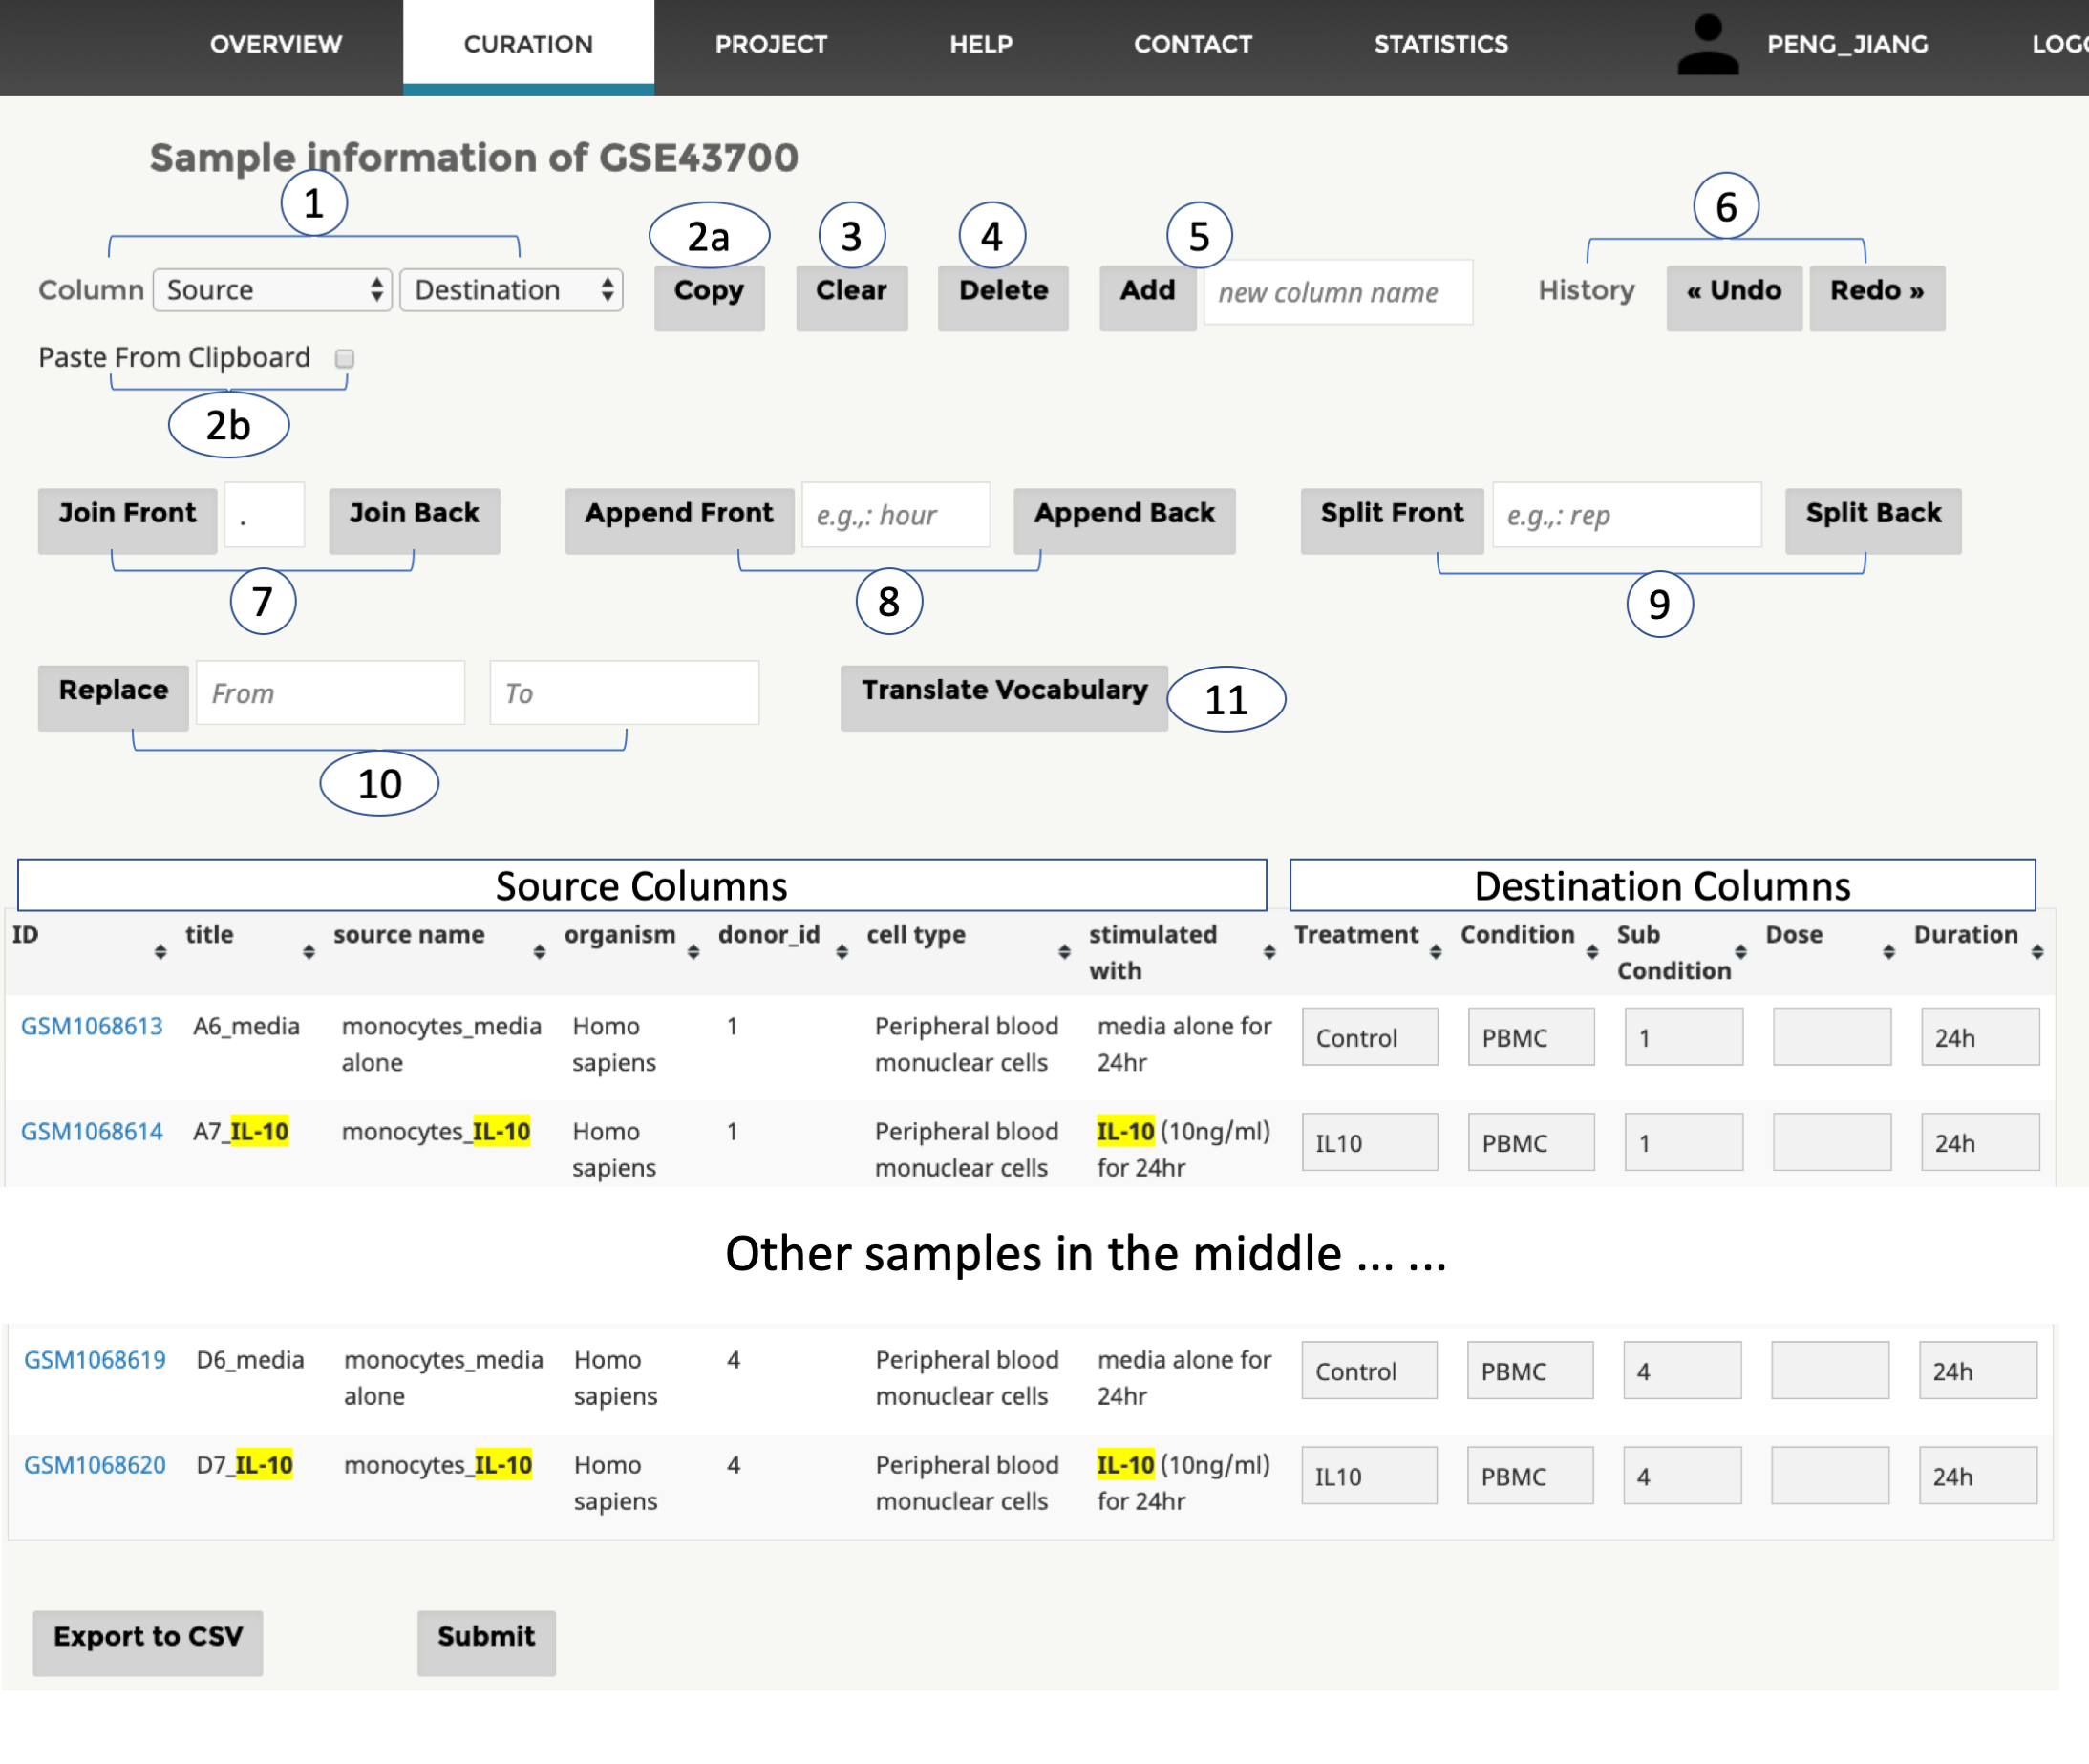 OVERVIEW CURATION PROJECT HELP CONTACT STATISTICS PENG_JIANG
Sample information of GSE43700
1 2a 3 4 5 6
Column Source Destination Copy Clear Delete Add new column name History « Undo Redo »
Paste From Clipboard
2b
Join Front . Join Back Append Front e.g.,: hour Append Back Split Front e.g.,: rep Split Back
7 8 9
Replace From To Translate Vocabulary 11
10
Source Columns Destination Columns
ID title source name organism donor_id cell type stimulated Treatment Condition Sub Dose Duration
with Condition
GSM1068613 A6_media monocytes_media Homo 1 Peripheral blood media alone for Control PBMC 1 24h
alone sapiens monuclear cells 24hr
GSM1068614 A7_IL-10 monocytes_IL-10 Homo 1 Peripheral blood IL-10 (10ng/ml) IL10 PBMC 1 24h
sapiens monuclear cells for 24hr
Other samples in the middle ... ...
GSM1068619 D6_media monocytes_media Homo 4 Peripheral blood media alone for Control PBMC 4 24h
alone sapiens monuclear cells 24hr
GSM1068620 D7_IL-10 monocytes_IL-10 Homo 4 Peripheral blood IL-10 (10ng/ml) IL10 PBMC 4 24h
sapiens monuclear cells for 24hr
Export to CSV Submit